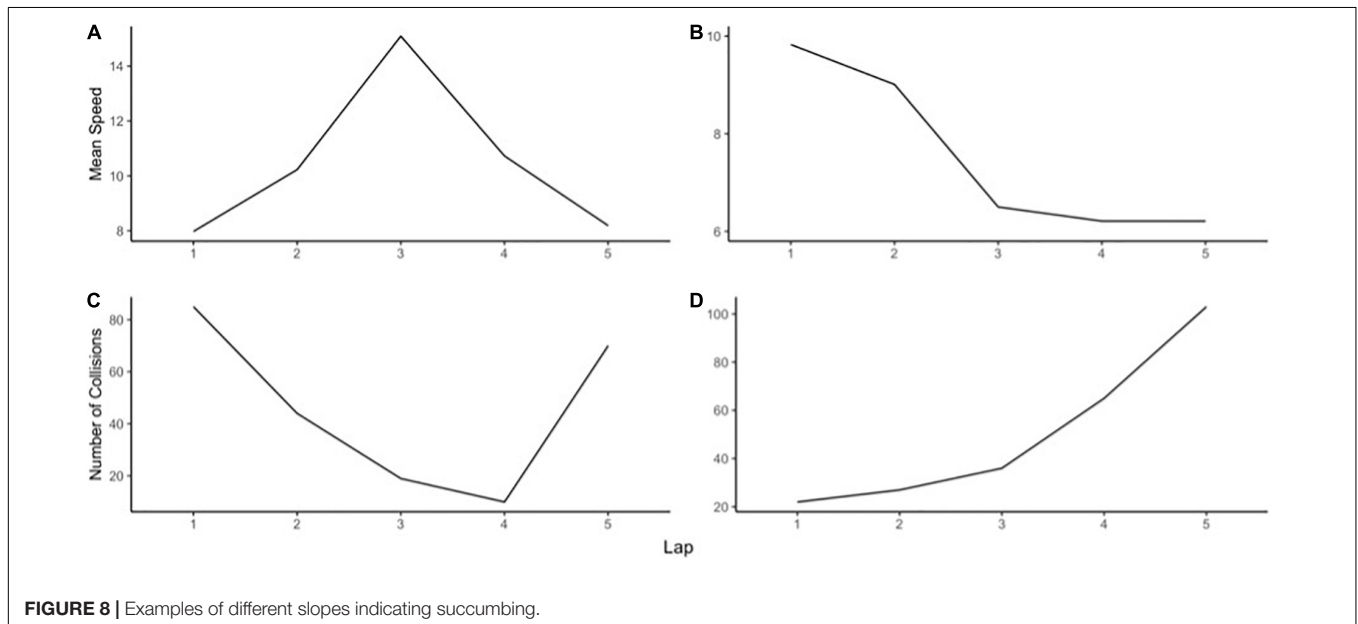 A
B
Mean Speed
14
12
10
8
1 2 3 4 5
10
8
6
1 2 3 4 5
C
D
Number of Collisions
80
60
40
20
1 2 3 4 5
100
80
60
40
20
1 2 3 4 5
Lap
FIGURE 8 | Examples of different slopes indicating succumbing.